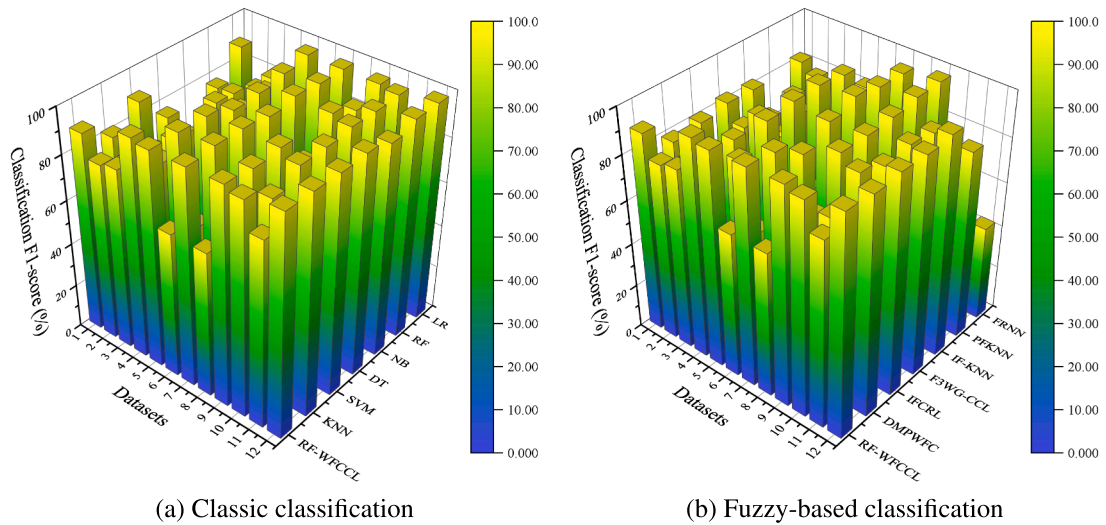 100
80
60
40
20
0
Classification F1-score (%)
1
2
3
4
5
6
7
8
9
10
11
12
Datasets
RF-WFCCL
KNN
SVM
DT
NB
RF
LR
100.0
90.00
80.00
70.00
60.00
50.00
40.00
30.00
20.00
10.00
0.000
(a) Classic classification
100
80
60
40
20
0
Classification F1-score (%)
1
2
3
4
5
6
7
8
9
10
11
12
Datasets
RF-WFCCL
DMPWFC
IFCRL
F3WG-CCL
IF-KNN
PFKNN
FRNN
100.0
90.00
80.00
70.00
60.00
50.00
40.00
30.00
20.00
10.00
0.000
(b) Fuzzy-based classification